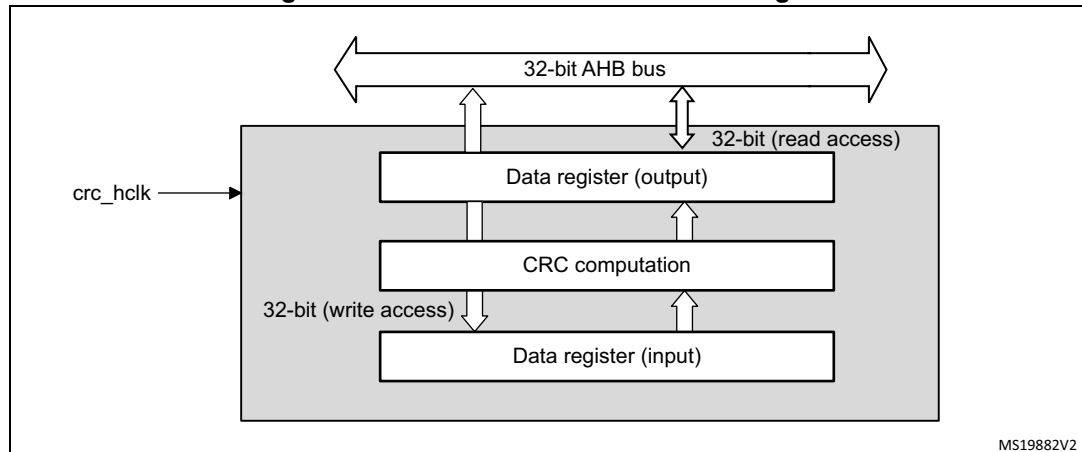 32-bit AHB bus
32-bit (read access)
Data register (output)
crc_hclk
CRC computation
32-bit (write access)
Data register (input)
MS19882V2